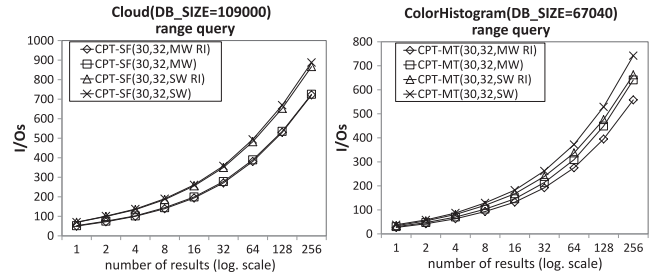 Cloud(DB_SIZE=109000)
range query
CPT-SF(30,32,MW RI)
CPT-SF(30,32,MW)
CPT-SF(30,32,SW RI)
CPT-SF(30,32,SW)
I/Os
1000
900
800
700
600
500
400
300
200
100
0
1 2 4 8 16 32 64 128 256
number of results (log. scale)
ColorHistogram(DB_SIZE=67040)
range query
CPT-MT(30,32,MW RI)
CPT-MT(30,32,MW)
CPT-MT(30,32,SW RI)
CPT-MT(30,32,SW)
I/Os
800
700
600
500
400
300
200
100
0
1 2 4 8 16 32 64 128 256
number of results (log. scale)